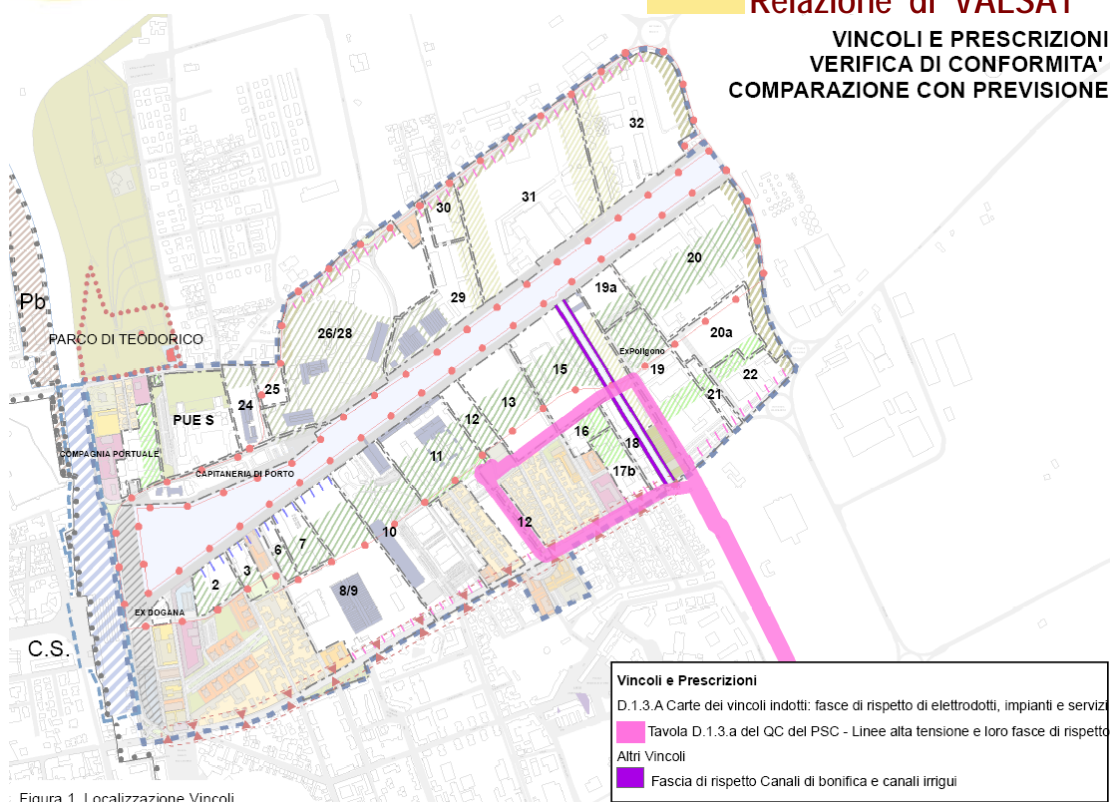 Relazione di VALSAT
VINCOLI E PRESCRIZIONI
VERIFICA DI CONFORMITA'
COMPARAZIONE CON PREVISIONE
32
31
30
29
20
19a
20a
ExPoligono
19
22
21
26/28
Pb
PARCO DI TEODORICO
25
24
PUE S
15
13
12
16
18
17b
11
COMPAGNIA PORTUALE
CAPITANERIA DI PORTO
12
10
7
6
3
2
8/9
EX DOGANA
C.S.
Vincoli e Prescrizioni
D.1.3.A Carte dei vincoli indotti: fasce di rispetto di elettrodotti, impianti e servizi
Tavola D.1.3.a del QC del PSC - Linee alta tensione e loro fasce di rispetto
Altri Vincoli
Fascia di rispetto Canali di bonifica e canali irrigui
Figura 1. Localizzazione Vincoli